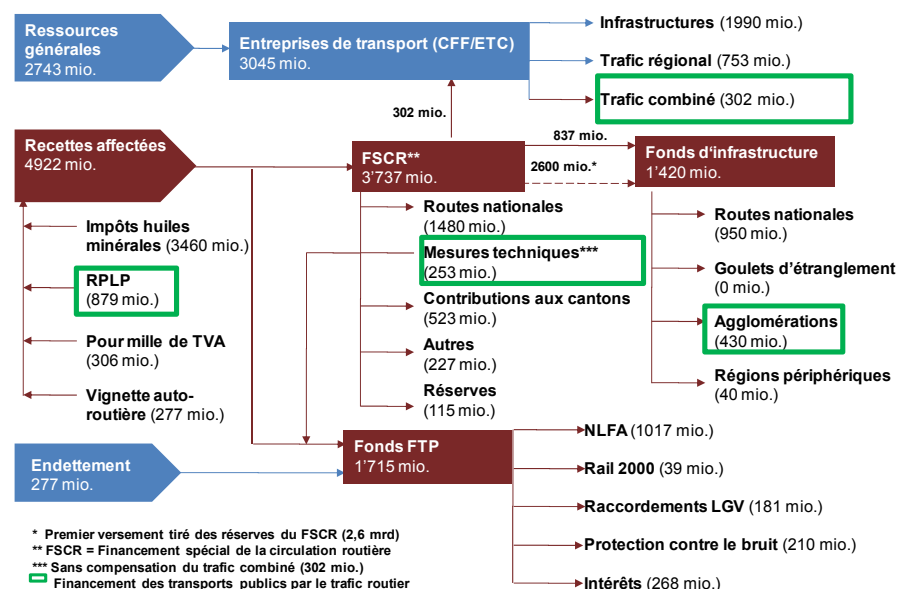 Ressources
générales
2743 mio.
Entreprises de transport (CFF/ETC)
3045 mio.
Infrastructures (1990 mio.)
Trafic régional (753 mio.)
Trafic combiné (302 mio.)
302 mio.
Recettes affectées
4922 mio.
FSCR**
3'737 mio.
837 mio.
2600 mio.*
Fonds d'infrastructure
1'420 mio.
Impôts huiles
minérales (3460 mio.)
RPLP
(879 mio.)
Pour mille de TVA
(306 mio.)
Vignette auto-
routière (277 mio.)
Routes nationales
(1480 mio.)
Mesures techniques***
(253 mio.)
Contributions aux cantons
(523 mio.)
Autres
(227 mio.)
Réserves
(115 mio.)
Routes nationales
(950 mio.)
Goulets d'étranglement
(0 mio.)
Agglomérations
(430 mio.)
Régions périphériques
(40 mio.)
Endettement
277 mio.
Fonds FTP
1'715 mio.
NLFA (1017 mio.)
Rail 2000 (39 mio.)
Raccordements LGV (181 mio.)
Protection contre le bruit (210 mio.)
Intérêts (268 mio.)
* Premier versement tiré des réserves du FSCR (2,6 mrd)
** FSCR = Financement spécial de la circulation routière
*** Sans compensation du trafic combiné (302 mio.)
Financement des transports publics par le trafic routier